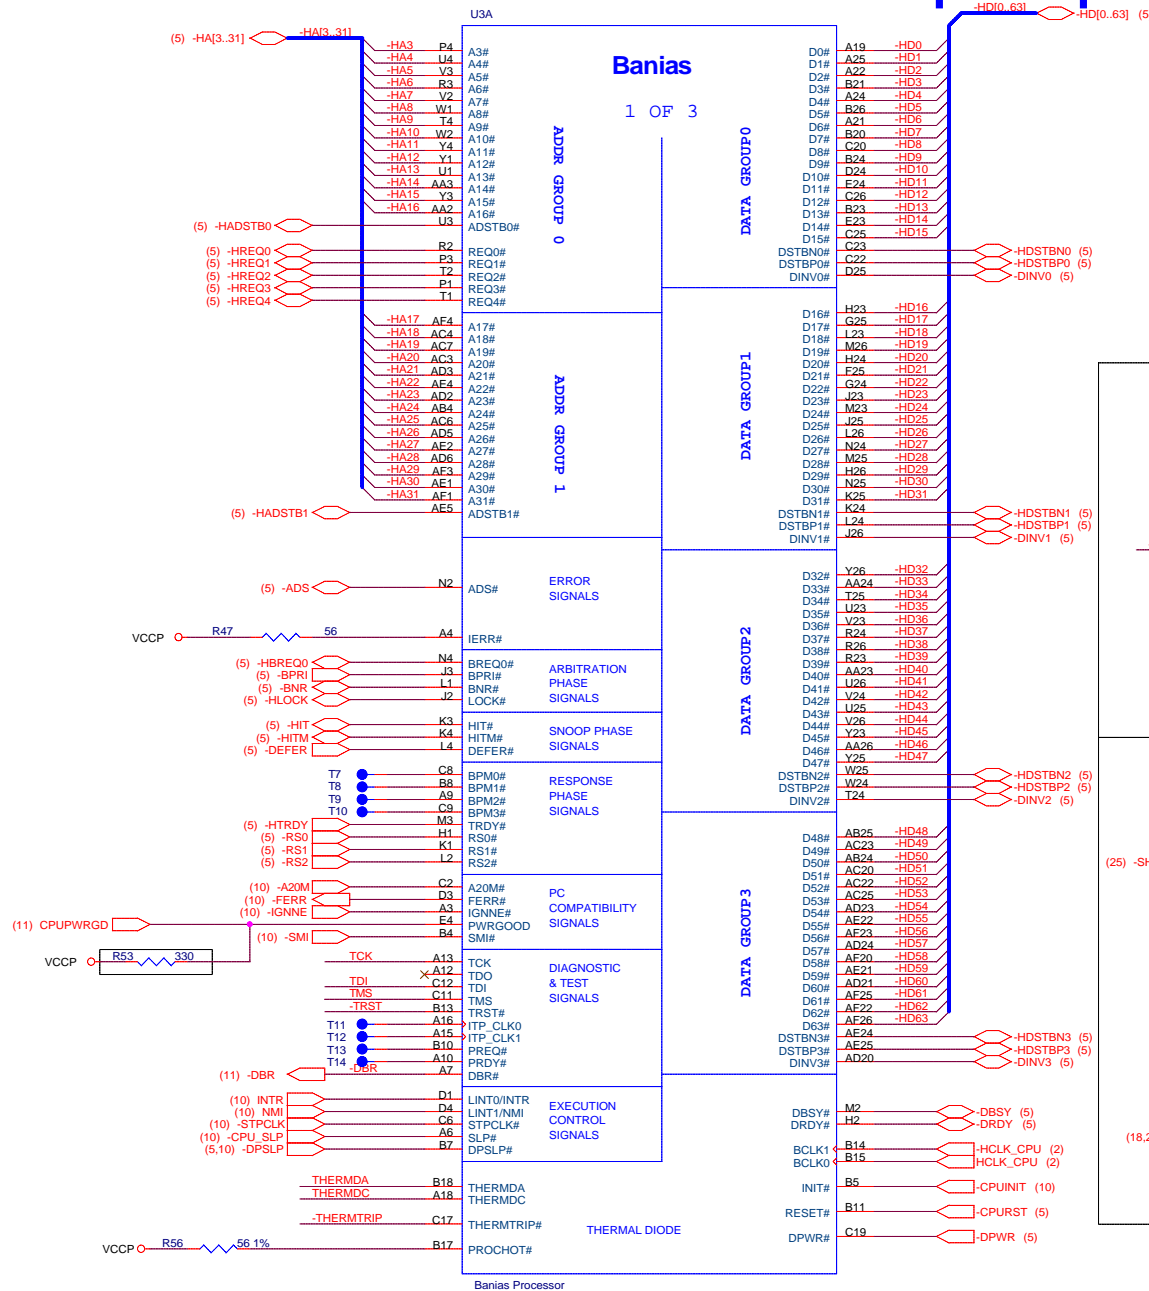 U3A
-HD[0..63]
-HD[0..63] (5
(5) -HA[3..31]
-HA[3..31]
Banias
1 OF 3
-HA3 P4 A3#
-HA4 U4 A4#
-HA5 V3 A5#
-HA6 R3 A6#
-HA7 V2 A7#
-HA8 W1 A8#
-HA9 T4 A9#
-HA10 W2 A10#
-HA11 Y4 A11#
-HA12 Y1 A12#
-HA13 U1 A13#
-HA14 AA3 A14#
-HA15 Y3 A15#
-HA16 AA2 A16#
(5) -HADSTB0 U3 ADSTB0#
(5) -HREQ0 R2 REQ0#
(5) -HREQ1 P3 REQ1#
(5) -HREQ2 T2 REQ2#
(5) -HREQ3 P1 REQ3#
(5) -HREQ4 T1 REQ4#
ADDR GROUP 0
-HA17 AF4 A17#
-HA18 AC4 A18#
-HA19 AC7 A19#
-HA20 AC3 A20#
-HA21 AD3 A21#
-HA22 AE4 A22#
-HA23 AD2 A23#
-HA24 AB4 A24#
-HA25 AC6 A25#
-HA26 AD5 A26#
-HA27 AE2 A27#
-HA28 AD6 A28#
-HA29 AF3 A29#
-HA30 AE1 A30#
-HA31 AF1 A31#
(5) -HADSTB1 AE5 ADSTB1#
ADDR GROUP 1
(5) -ADS N2 ADS#
ERROR
SIGNALS
VCCP R47 56 A4 IERR#
(5) -HBREQ0 N4 BREQ0#
(5) -BPRI J3 BPRI#
(5) -BNR L1 BNR#
(5) -HLOCK J2 LOCK#
ARBITRATION
PHASE
SIGNALS
(5) -HIT K3 HIT#
(5) -HITM K4 HITM#
(5) -DEFER L4 DEFER#
SNOOP PHASE
SIGNALS
T7 C8 BPM0#
T8 B8 BPM1#
T9 A9 BPM2#
T10 C9 BPM3#
(5) -HTRDY M3 TRDY#
(5) -RS0 H1 RS0#
(5) -RS1 K1 RS1#
(5) -RS2 L2 RS2#
RESPONSE
PHASE
SIGNALS
(10) -A20M C2 A20M#
(10) -FERR D3 FERR#
(10) -IGNNE A3 IGNNE#
(11) CPUPWRGD E4 PWRGOOD
(10) -SMI B4 SMI#
PC
COMPATIBILITY
SIGNALS
VCCP R53 330
TCK A13 TCK
A12 TDO
TDI C12 TDI
TMS C11 TMS
-TRST B13 TRST#
T11 A16 ITP_CLK0
T12 A15 ITP_CLK1
T13 B10 PREQ#
T14 A10 PRDY#
(11) -DBR -DBR A7 DBR#
DIAGNOSTIC
& TEST
SIGNALS
(10) INTR D1 LINT0/INTR
(10) NMI D4 LINT1/NMI
(10) -STPCLK C6 STPCLK#
(10) -CPU_SLP A6 SLP#
(5,10) -DPSLP B7 DPSLP#
EXECUTION
CONTROL
SIGNALS
THERMDA B18 THERMDA
THERMDC A18 THERMDC
-THERMTRIP C17 THERMTRIP#
THERMAL DIODE
VCCP R56 56 1% B17 PROCHOT#
Banias Processor
D0# A19 -HD0
D1# A25 -HD1
D2# A22 -HD2
D3# B21 -HD3
D4# A24 -HD4
D5# B26 -HD5
D6# A21 -HD6
D7# B20 -HD7
D8# C20 -HD8
D9# B24 -HD9
D10# D24 -HD10
D11# E24 -HD11
D12# C26 -HD12
D13# B23 -HD13
D14# E23 -HD14
D15# C25 -HD15
DSTBN0# C23 -HDSTBN0 (5)
DSTBP0# C22 -HDSTBP0 (5)
DINV0# D25 -DINV0 (5)
DATA GROUP0
D16# H23 -HD16
D17# G25 -HD17
D18# L23 -HD18
D19# M26 -HD19
D20# H24 -HD20
D21# F25 -HD21
D22# G24 -HD22
D23# J23 -HD23
D24# M23 -HD24
D25# J25 -HD25
D26# L26 -HD26
D27# N24 -HD27
D28# M25 -HD28
D29# H26 -HD29
D30# N25 -HD30
D31# K25 -HD31
DSTBN1# K24 -HDSTBN1 (5)
DSTBP1# L24 -HDSTBP1 (5)
DINV1# J26 -DINV1 (5)
DATA GROUP1
D32# Y26 -HD32
D33# AA24 -HD33
D34# T25 -HD34
D35# U23 -HD35
D36# V23 -HD36
D37# R24 -HD37
D38# R26 -HD38
D39# R23 -HD39
D40# AA23 -HD40
D41# U26 -HD41
D42# V24 -HD42
D43# U25 -HD43
D44# V26 -HD44
D45# Y23 -HD45
D46# AA26 -HD46
D47# Y25 -HD47
DSTBN2# W25 -HDSTBN2 (5)
DSTBP2# W24 -HDSTBP2 (5)
DINV2# T24 -DINV2 (5)
DATA GROUP2
D48# AB25 -HD48
D49# AC23 -HD49
D50# AB24 -HD50
D51# AC20 -HD51
D52# AC22 -HD52
D53# AC25 -HD53
D54# AD23 -HD54
D55# AE22 -HD55
D56# AF23 -HD56
D57# AD24 -HD57
D58# AF20 -HD58
D59# AE21 -HD59
D60# AD21 -HD60
D61# AF25 -HD61
D62# AF22 -HD62
D63# AF26 -HD63
DSTBN3# AE24 -HDSTBN3 (5)
DSTBP3# AE25 -HDSTBP3 (5)
DINV3# AD20 -DINV3 (5)
DATA GROUP3
DBSY# M2 -DBSY (5)
DRDY# H2 -DRDY (5)
BCLK1 B14 -HCLK_CPU (2)
BCLK0 B15 HCLK_CPU (2)
INIT# B5 -CPUINIT (10)
RESET# B11 -CPURST (5)
DPWR# C19 -DPWR (5)
(25) -SH
(18,2